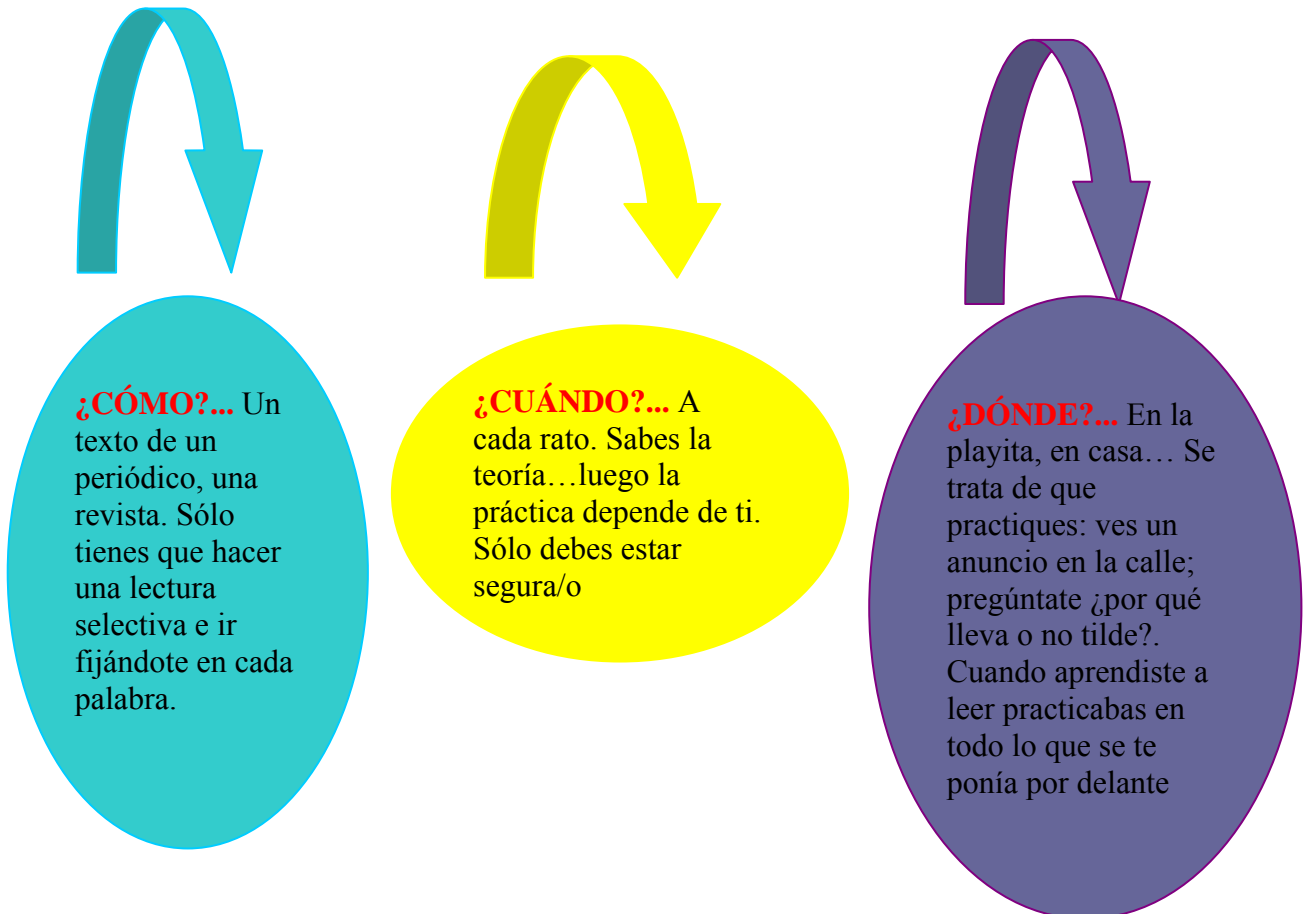 ¿CÓMO?... Un
texto de un
periódico, una
revista. Sólo
tienes que hacer
una lectura
selectiva e ir
fijándote en cada
palabra.
¿CUÁNDO?... A
cada rato. Sabes la
teoría…luego la
práctica depende de ti.
Sólo debes estar
segura/o
¿DÓNDE?... En la
playita, en casa… Se
trata de que
practiques: ves un
anuncio en la calle;
pregúntate ¿por qué
lleva o no tilde?.
Cuando aprendiste a
leer practicabas en
todo lo que se te
ponía por delante